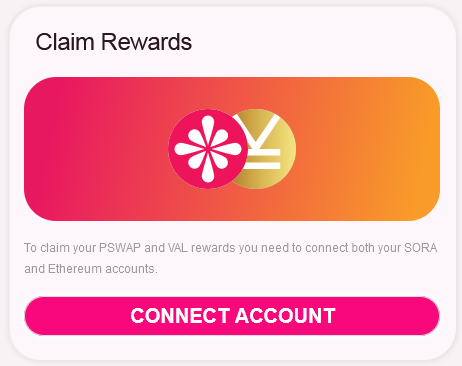 Claim Rewards
To claim your PSWAP and VAL rewards you need to connect both your SORA
and Ethereum accounts.
CONNECT ACCOUNT